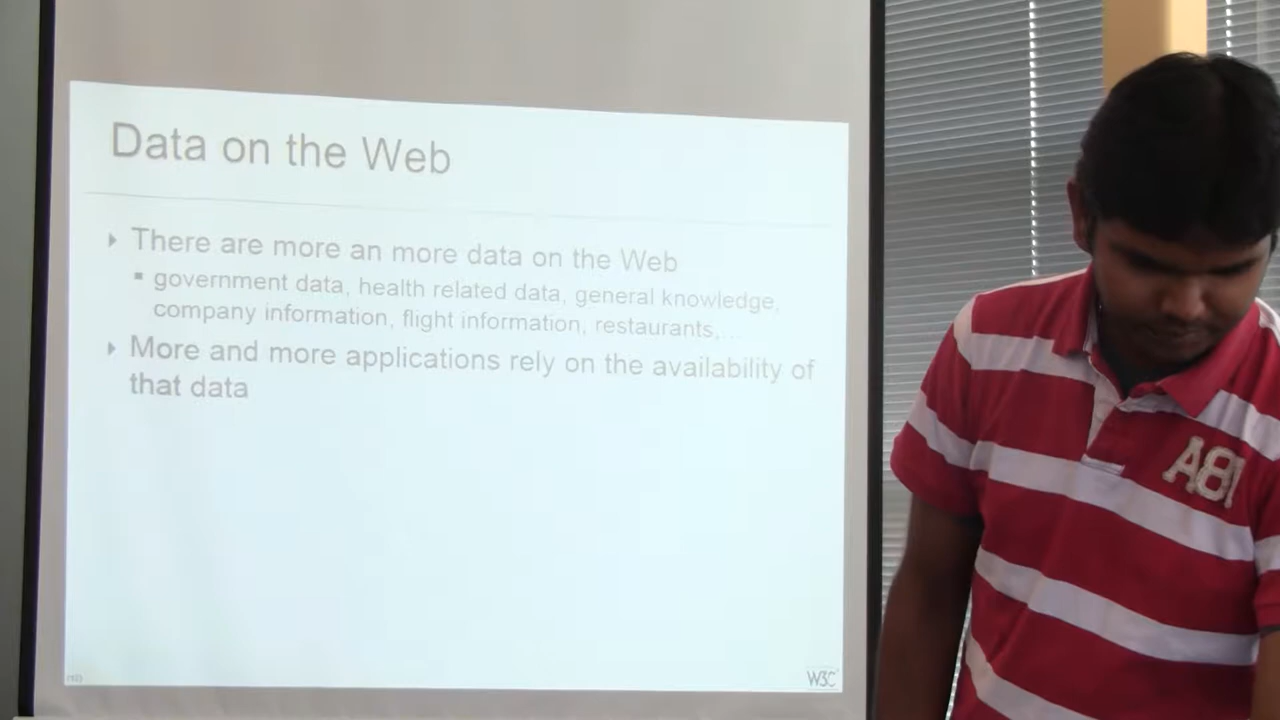 Data on the Web
There are more an more data on the Web
government data, health related data, general knowledge,
company information, flight information, restaurants,…
More and more applications rely on the availability of
that data
W3C
A81